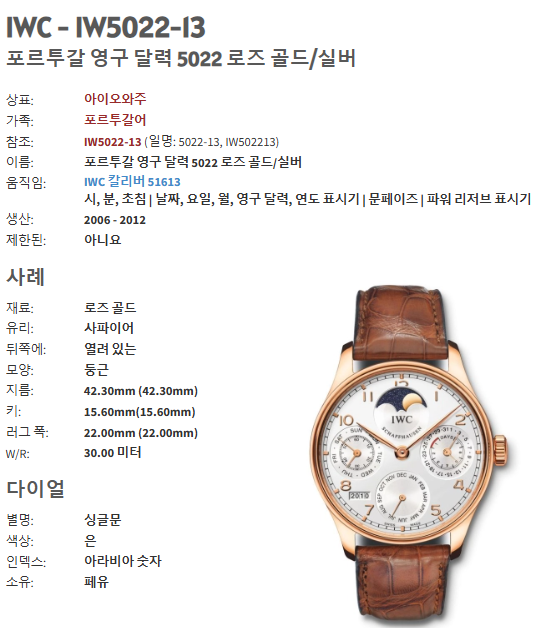 IWC - IW5022-13
포르투갈 영구 달력 5022 로즈 골드/실버
상표: 아이오와주
가족: 포르투갈어
참조: IW5022-13 (일명: 5022-13, IW502213)
이름: 포르투갈 영구 달력 5022 로즈 골드/실버
움직임: IWC 칼리버 51613
시, 분, 초침 | 날짜, 요일, 월, 영구 달력, 연도 표시기 | 문페이즈 | 파워 리저브 표시기
생산: 2006 - 2012
제한된: 아니요
사례
재료: 로즈 골드
유리: 사파이어
뒤쪽에: 열려 있는
모양: 둥근
지름: 42.30mm (42.30mm)
키: 15.60mm(15.60mm)
러그 폭: 22.00mm (22.00mm)
W/R: 30.00 미터
다이얼
별명: 싱글문
색상: 은
인덱스: 아라비아 숫자
소유: 페유
12
IWC
SCHAFFHAUSEN
10
2
9
8
4
7
5
2010